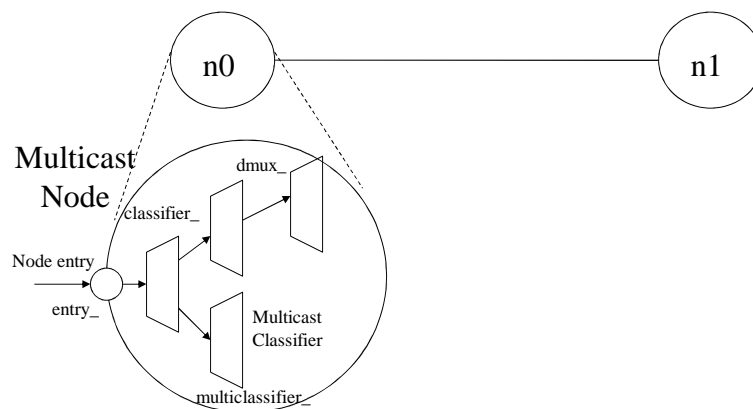 n0
n1
Multicast
Node
dmux_
classifier_
Node entry
entry_
Multicast
Classifier
multiclassifier_